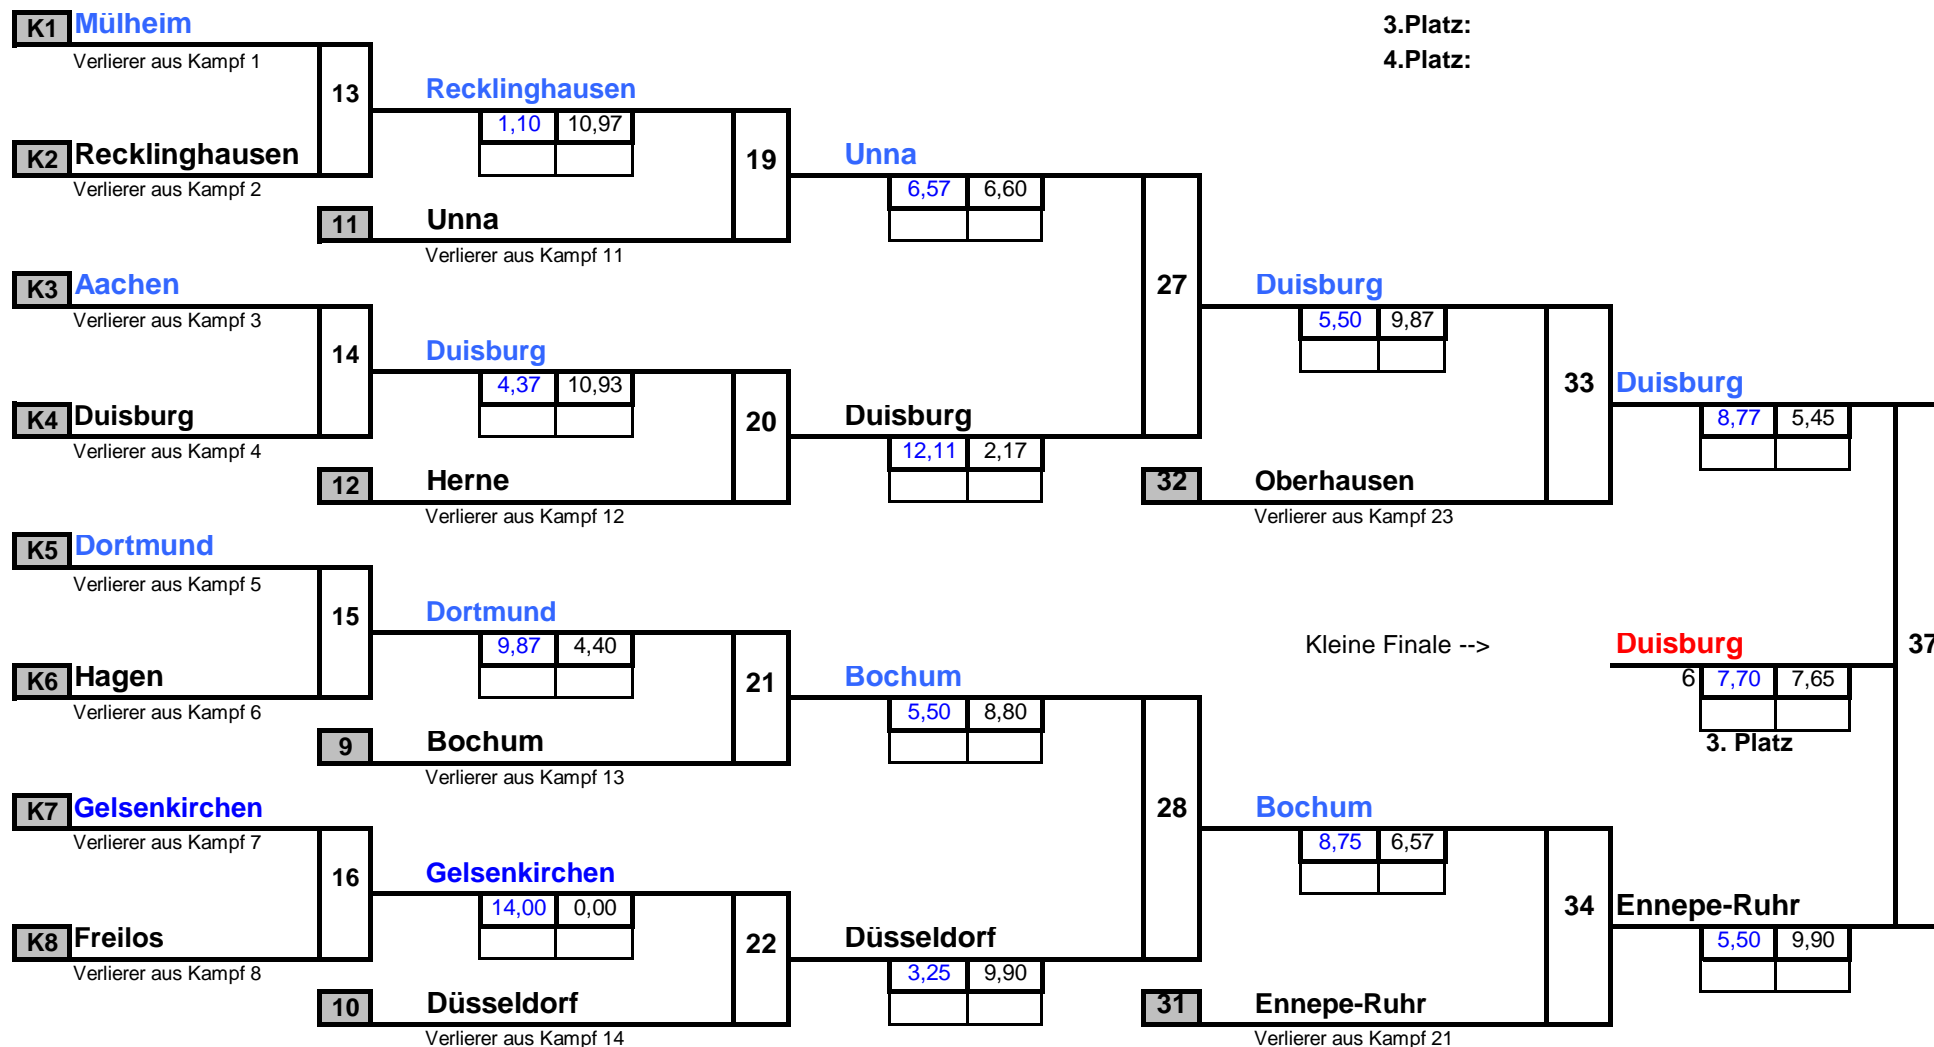 K1 Mülheim
3.Platz:
Verlierer aus Kampf 1
4.Platz:
13 Recklinghausen
1,10 10,97
K2 Recklinghausen
19 Unna
Verlierer aus Kampf 2
6,57 6,60
11 Unna
Verlierer aus Kampf 11
K3 Aachen
27 Duisburg
Verlierer aus Kampf 3
5,50 9,87
14 Duisburg
4,37 10,93
33 Duisburg
K4 Duisburg
20 Duisburg
8,77 5,45
Verlierer aus Kampf 4
12,11 2,17
12 Herne
32 Oberhausen
Verlierer aus Kampf 12
Verlierer aus Kampf 23
K5 Dortmund
Verlierer aus Kampf 5
15 Dortmund
9,87 4,40
Kleine Finale --> Duisburg 37
K6 Hagen
21 Bochum
6 7,70 7,65
Verlierer aus Kampf 6
5,50 8,80
9 Bochum
3. Platz
Verlierer aus Kampf 13
K7 Gelsenkirchen
28 Bochum
Verlierer aus Kampf 7
8,75 6,57
16 Gelsenkirchen
14,00 0,00
34 Ennepe-Ruhr
K8 Freilos
22 Düsseldorf
5,50 9,90
Verlierer aus Kampf 8
3,25 9,90
10 Düsseldorf
31 Ennepe-Ruhr
Verlierer aus Kampf 14
Verlierer aus Kampf 21